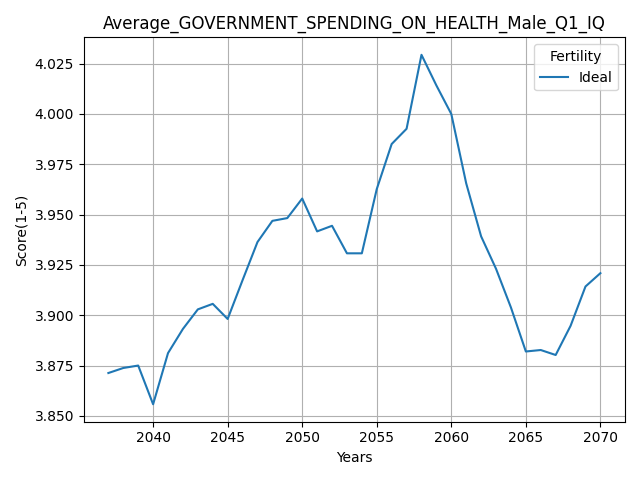 Average_GOVERNMENT_SPENDING_ON_HEALTH_Male_Q1_IQ
Fertility
Ideal
Score(1-5)
4.025
4.000
3.975
3.950
3.925
3.900
3.875
3.850
2040 2045 2050 2055 2060 2065 2070
Years